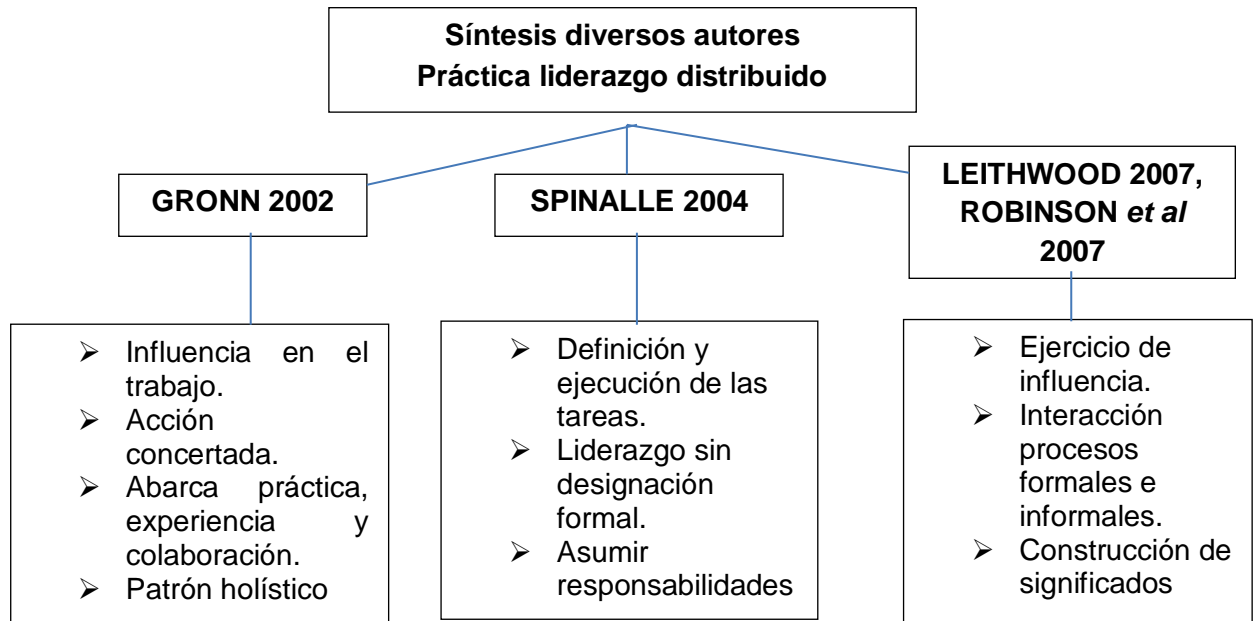 Síntesis diversos autores
Práctica liderazgo distribuido
GRONN 2002
SPINALLE 2004
LEITHWOOD 2007,
ROBINSON et al
2007
➢ Influencia en el
trabajo.
➢ Acción
concertada.
➢ Abarca práctica,
experiencia y
colaboración.
➢ Patrón holístico
➢ Definición y
ejecución de las
tareas.
➢ Liderazgo sin
designación
formal.
➢ Asumir
responsabilidades
➢ Ejercicio de
influencia.
➢ Interacción
procesos
formales e
informales.
➢ Construcción de
significados